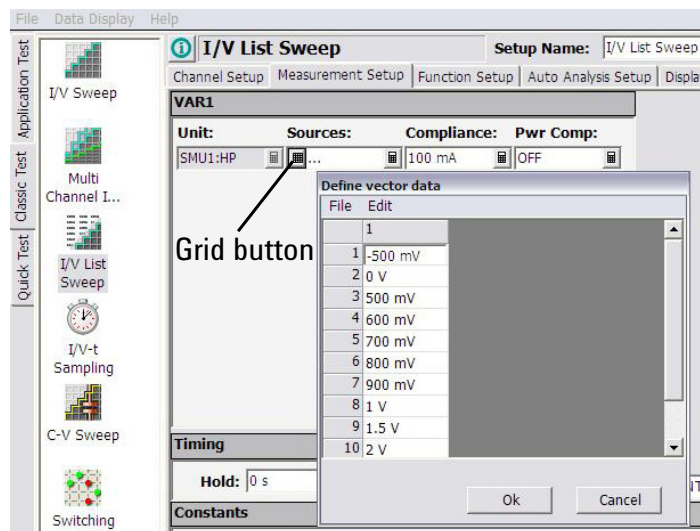 File Data Display Help
Application Test
Classic Test
Quick Test
I/V Sweep
Multi
Channel I...
I/V List
Sweep
I/V-t
Sampling
C-V Sweep
Switching
I/V List Sweep
Setup Name: I/V List Sweep
Channel Setup Measurement Setup Function Setup Auto Analysis Setup
VAR1
Unit: Sources: Compliance: Pwr Comp:
SMU1:HP ... 100 mA OFF
Grid button
Define vector data
File Edit
1
1 -500 mV
2 0 V
3 500 mV
4 600 mV
5 700 mV
6 800 mV
7 900 mV
8 1 V
9 1.5 V
10 2 V
Ok Cancel
Timing
Hold: 0 s
Constants